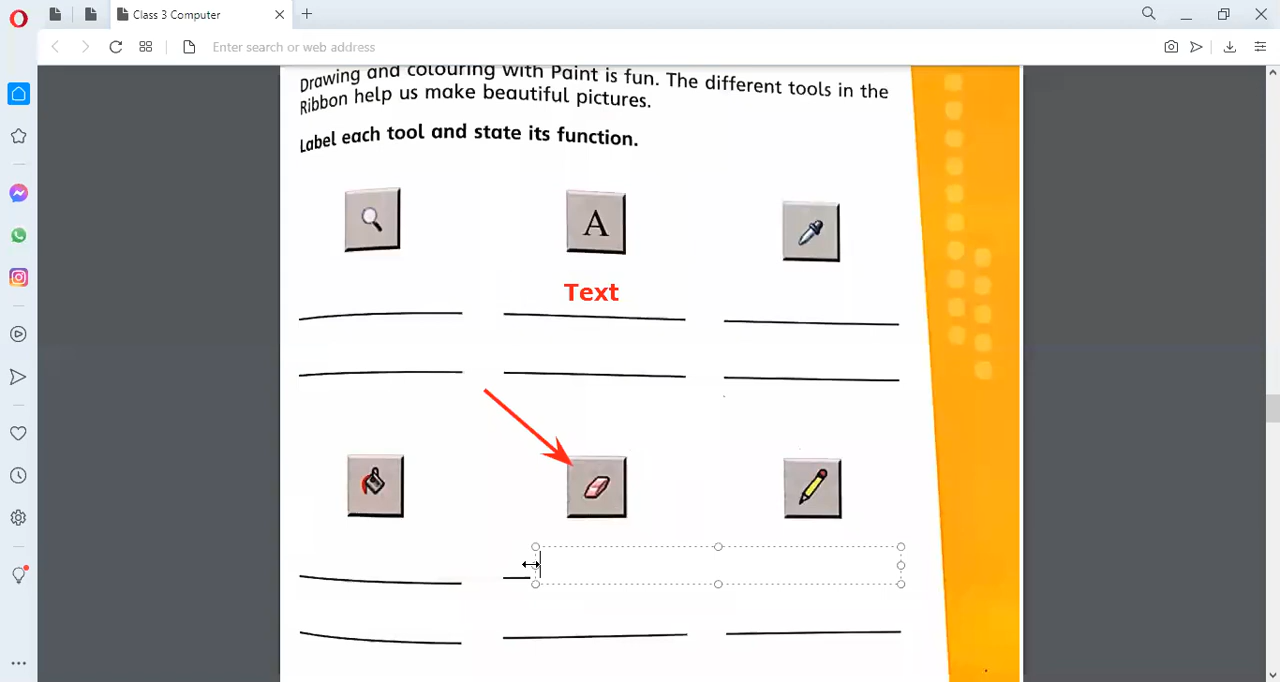 Class 3 Computer
Enter search or web address
Drawing and colouring with Paint is fun. The different tools in the
Ribbon help us make beautiful pictures.
Label each tool and state its function.
A
Text